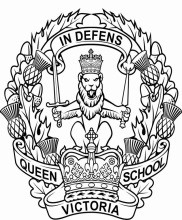 IN DEFENS
QUEEN
VICTORIA
SCHOOL